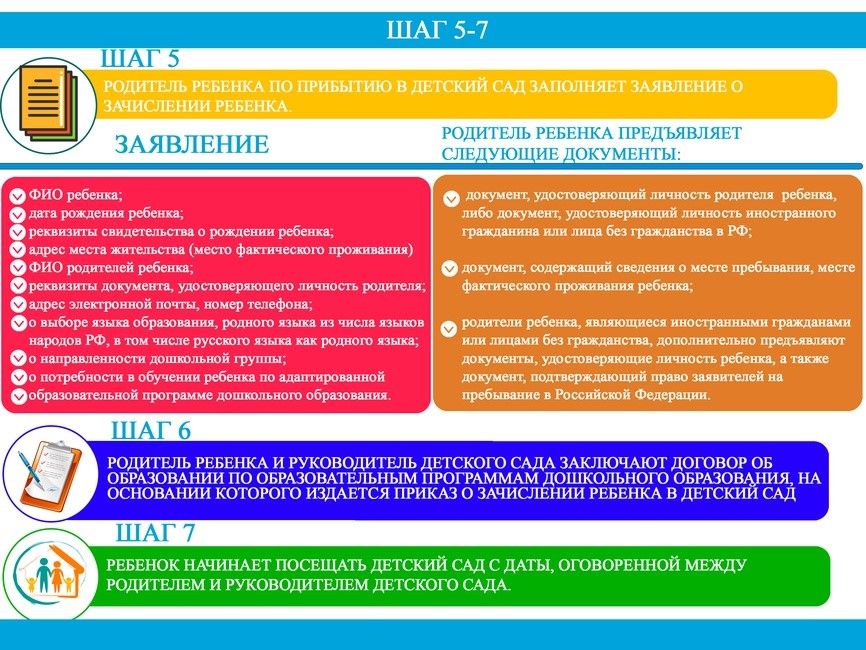 ШАГ 5-7
ШАГ 5
РОДИТЕЛЬ РЕБЕНКА ПО ПРИБЫТИЮ В ДЕТСКИЙ САД ЗАПОЛНЯЕТ ЗАЯВЛЕНИЕ О
ЗАЧИСЛЕНИИ РЕБЕНКА.
ЗАЯВЛЕНИЕ
РОДИТЕЛЬ РЕБЕНКА ПРЕДЪЯВЛЯЕТ
СЛЕДУЮЩИЕ ДОКУМЕНТЫ:
ФИО ребенка;
дата рождения ребенка;
реквизиты свидетельства о рождении ребенка;
адрес места жительства (место фактического проживания)
ФИО родителей ребенка;
реквизиты документа, удостоверяющего личность родителя;
адрес электронной почты, номер телефона;
о выборе языка образования, родного языка из числа языков
народов РФ, в том числе русского языка как родного языка;
о направленности дошкольной группы;
о потребности в обучении ребенка по адаптированной
образовательной программе дошкольного образования.
документ, удостоверяющий личность родителя ребенка,
либо документ, удостоверяющий личность иностранного
гражданина или лица без гражданства в РФ;
документ, содержащий сведения о месте пребывания, месте
фактического проживания ребенка;
родители ребенка, являющиеся иностранными гражданами
или лицами без гражданства, дополнительно предъявляют
документы, удостоверяющие личность ребенка, а также
документ, подтверждающий право заявителей на
пребывание в Российской Федерации.
ШАГ 6
РОДИТЕЛЬ РЕБЕНКА И РУКОВОДИТЕЛЬ ДЕТСКОГО САДА ЗАКЛЮЧАЮТ ДОГОВОР ОБ
ОБРАЗОВАНИИ ПО ОБРАЗОВАТЕЛЬНЫМ ПРОГРАММАМ ДОШКОЛЬНОГО ОБРАЗОВАНИЯ, НА
ОСНОВАНИИ КОТОРОГО ИЗДАЕТСЯ ПРИКАЗ О ЗАЧИСЛЕНИИ РЕБЕНКА В ДЕТСКИЙ САД
ШАГ 7
РЕБЕНОК НАЧИНАЕТ ПОСЕЩАТЬ ДЕТСКИЙ САД С ДАТЫ, ОГОВОРЕННОЙ МЕЖДУ
РОДИТЕЛЕМ И РУКОВОДИТЕЛЕМ ДЕТСКОГО САДА.